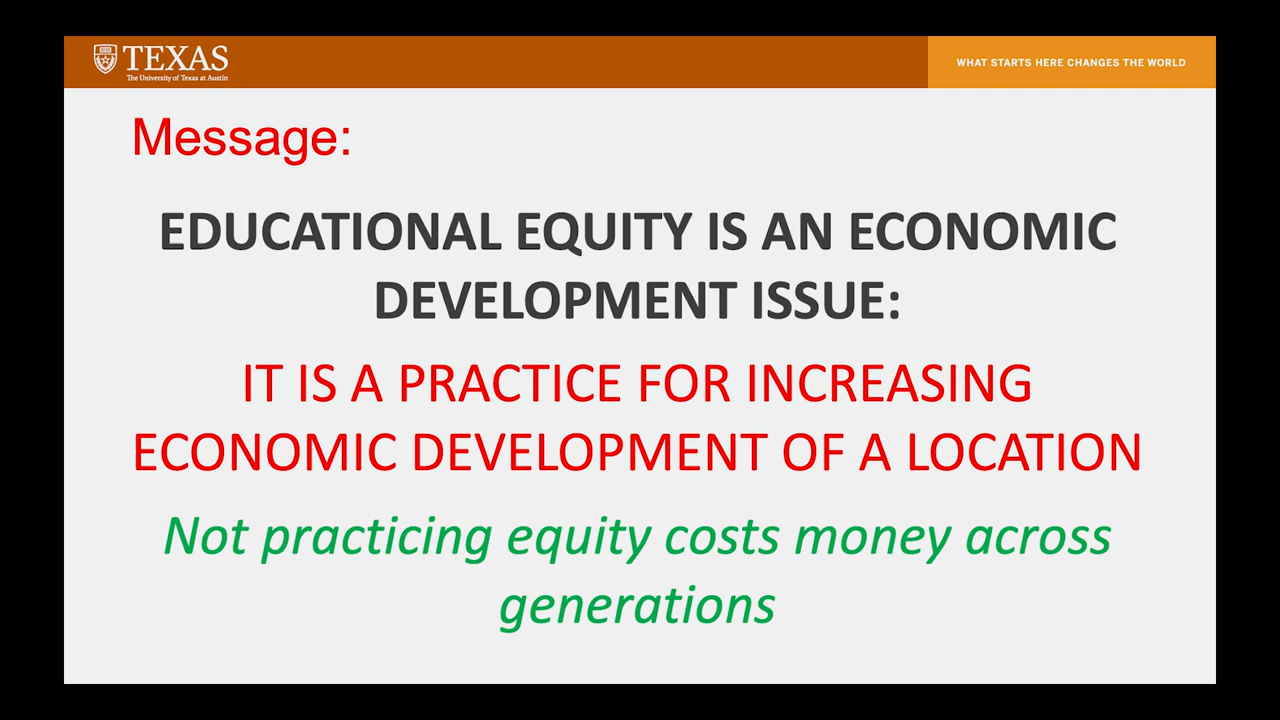 TEXAS
The University of Texas at Austin
WHAT STARTS HERE CHANGES THE WORLD
Message:
EDUCATIONAL EQUITY IS AN ECONOMIC
DEVELOPMENT ISSUE:
IT IS A PRACTICE FOR INCREASING
ECONOMIC DEVELOPMENT OF A LOCATION
Not practicing equity costs money across
generations